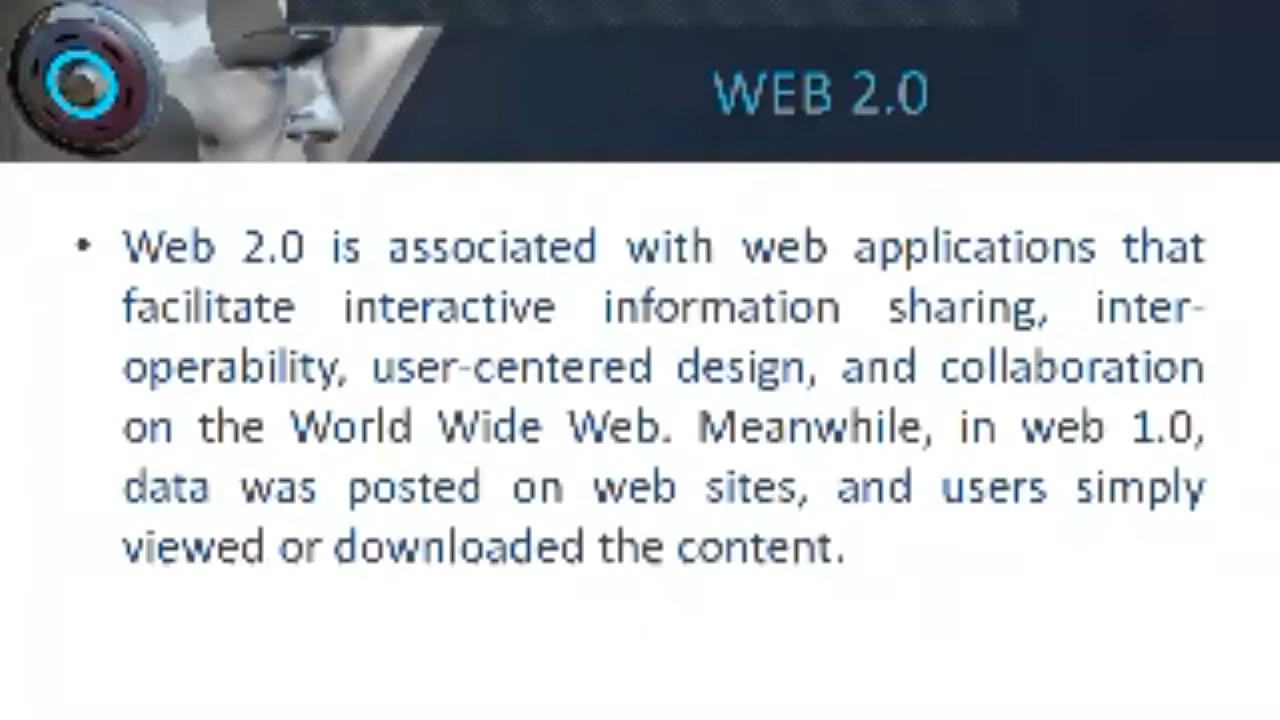 WEB 2.0
• Web 2.0 is associated with web applications that
facilitate interactive information sharing, inter-
operability, user-centered design, and collaboration
on the World Wide Web. Meanwhile, in web 1.0,
data was posted on web sites, and users simply
viewed or downloaded the content.